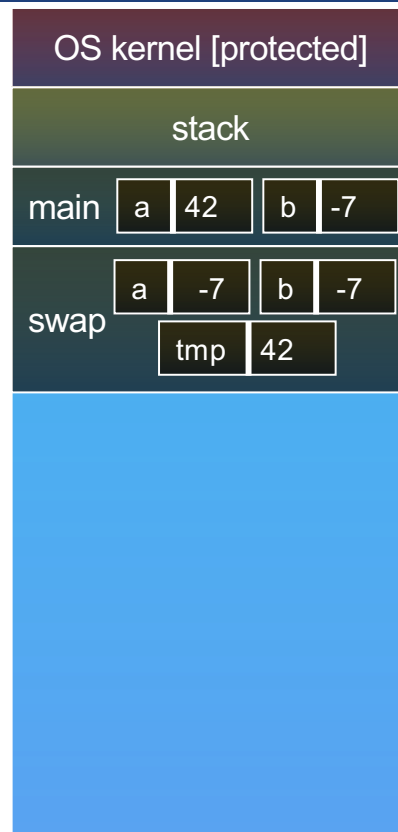 OS kernel [protected]
stack
main a 42 b -7
swap a -7 b -7
tmp 42